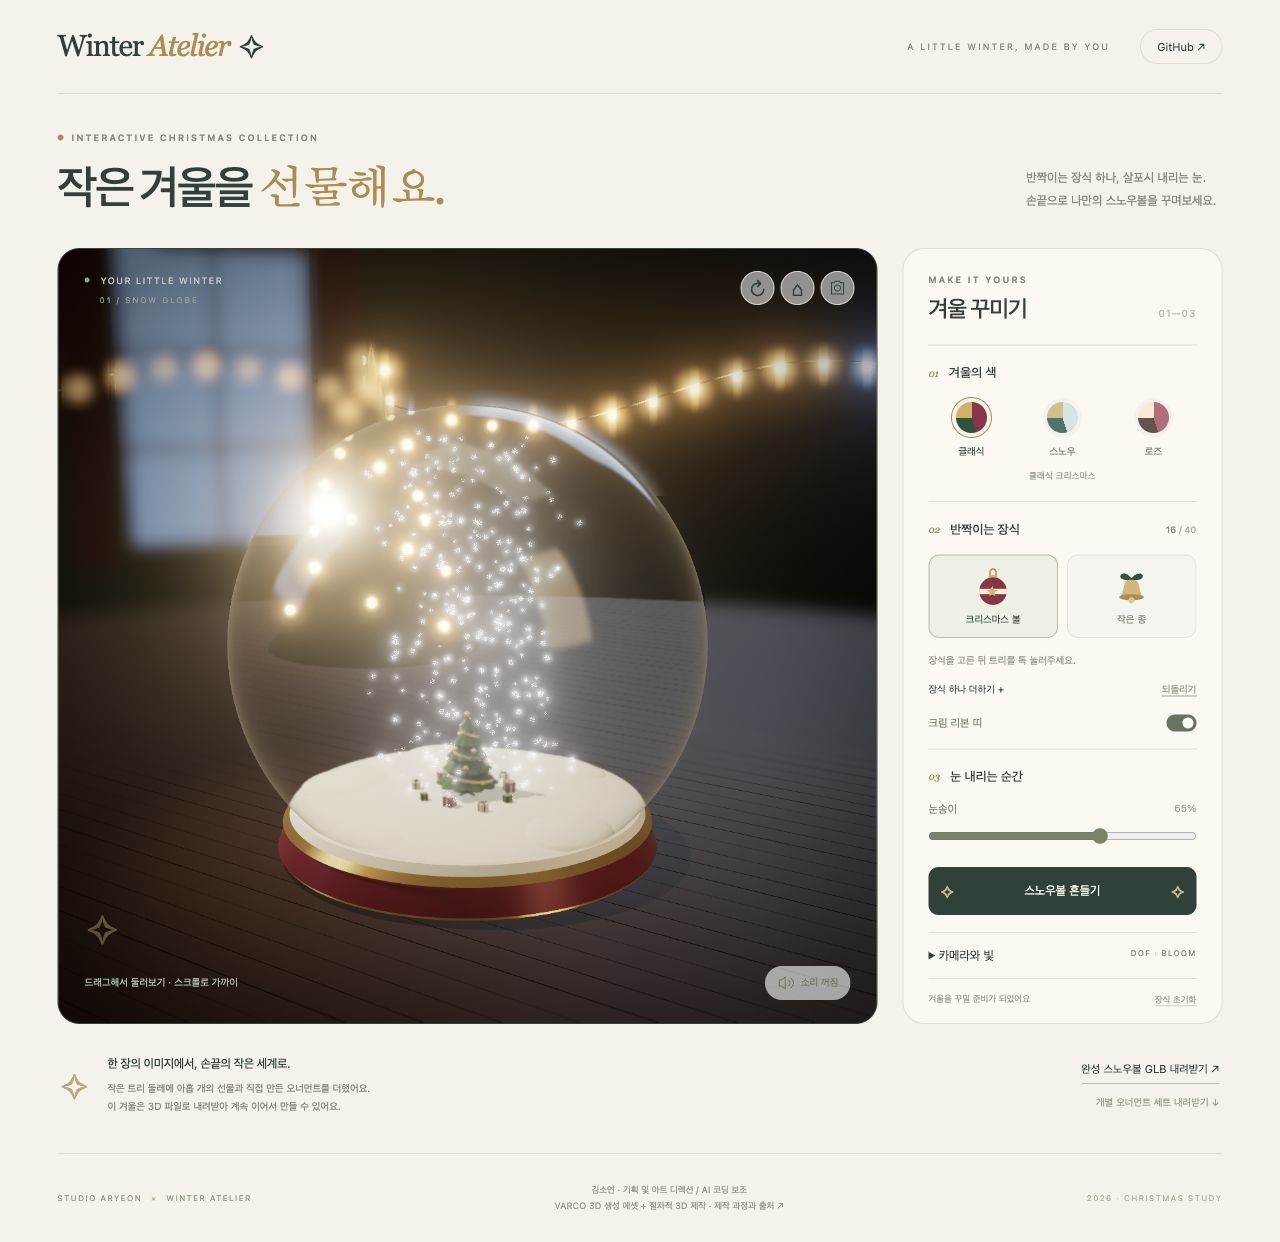 Winter Atelier
A LITTLE WINTER, MADE BY YOU
GitHub ↗
INTERACTIVE CHRISTMAS COLLECTION
작은 겨울을 선물해요.
반짝이는 장식 하나, 살포시 내리는 눈.
손끝으로 나만의 스노우볼을 꾸며보세요.
YOUR LITTLE WINTER
01 / SNOW GLOBE
드래그해서 둘러보기 · 스크롤로 가까이
소리 꺼짐
MAKE IT YOURS
겨울 꾸미기
01—03
01 겨울의 색
클래식
스노우
로즈
클래식 크리스마스
02 반짝이는 장식
16 / 40
크리스마스 볼
작은 종
장식을 고른 뒤 트리를 톡 눌러주세요.
장식 하나 더하기 +
되돌리기
크림 리본 띠
03 눈 내리는 순간
눈송이
65%
스노우볼 흔들기
▶ 카메라와 빛
DOF · BLOOM
겨울을 꾸밀 준비가 되었어요
장식 초기화
한 장의 이미지에서, 손끝의 작은 세계로.
작은 트리 둘레에 아홉 개의 선물과 직접 만든 오너먼트를 더했어요.
이 겨울은 3D 파일로 내려받아 계속 이어서 만들 수 있어요.
완성 스노우볼 GLB 내려받기 ↗
개별 오너먼트 세트 내려받기 ↓
STUDIO ARYEON × WINTER ATELIER
김소연 · 기획 및 아트 디렉션 / AI 코딩 보조
VARCO 3D 생성 에셋 + 절차적 3D 제작 · 제작 과정과 출처 ↗
2026 · CHRISTMAS STUDY